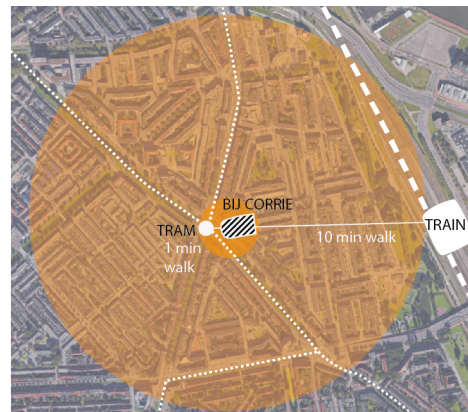 BIJ CORRIE
TRAM
1 min
walk
10 min walk
TRAIN